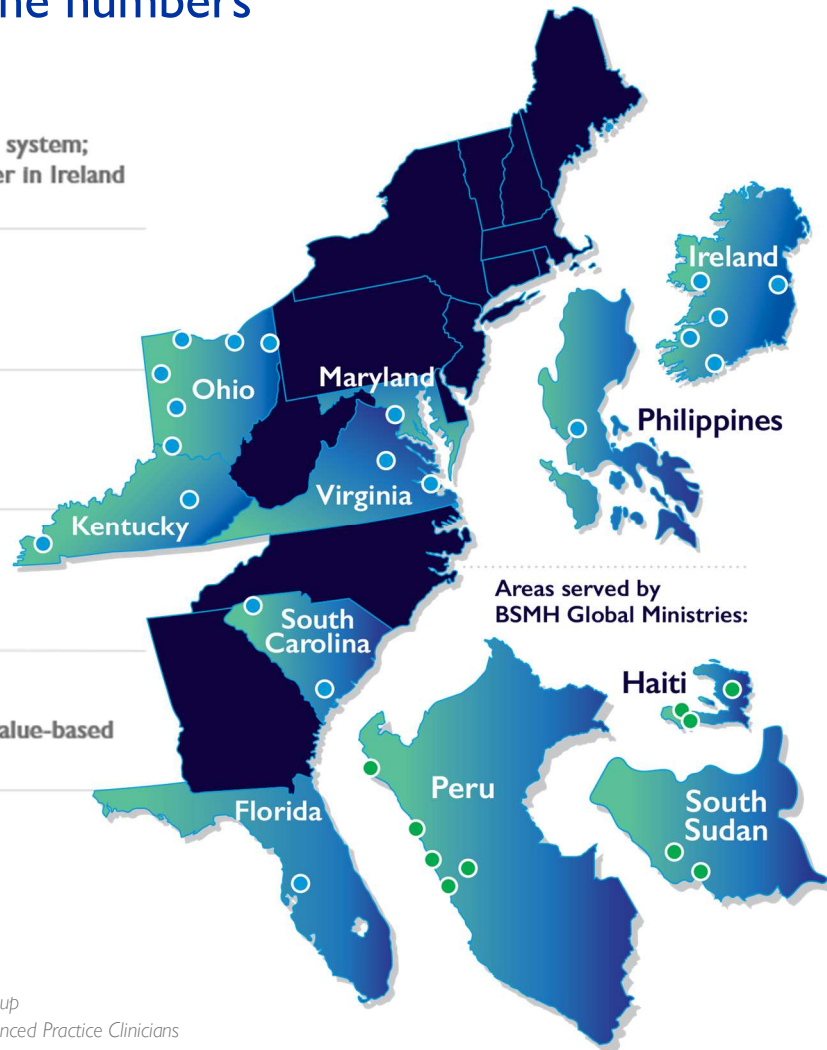 he numbers
system;
er in Ireland
alue-based
up
nced Practice Clinicians
Ireland
Ohio
Maryland
Philippines
Virginia
Kentucky
Areas served by
BSMH Global Ministries:
South
Carolina
Haiti
Peru
South
Sudan
Florida